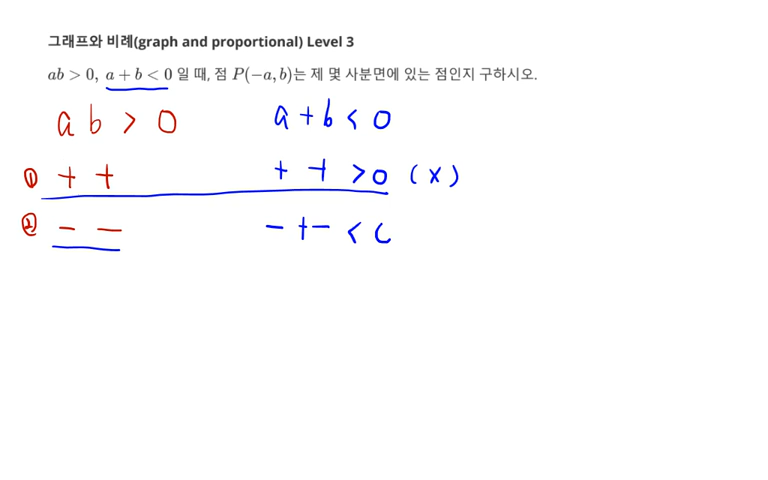 그래프와 비례(graph and proportional) Level 3
ab > 0, a + b < 0 일 때, 점 P(−a, b)는 제 몇 사분면에 있는 점인지 구하시오.
a b > 0 a + b < 0
① + + + + > 0 (×)
② − − − + − < C